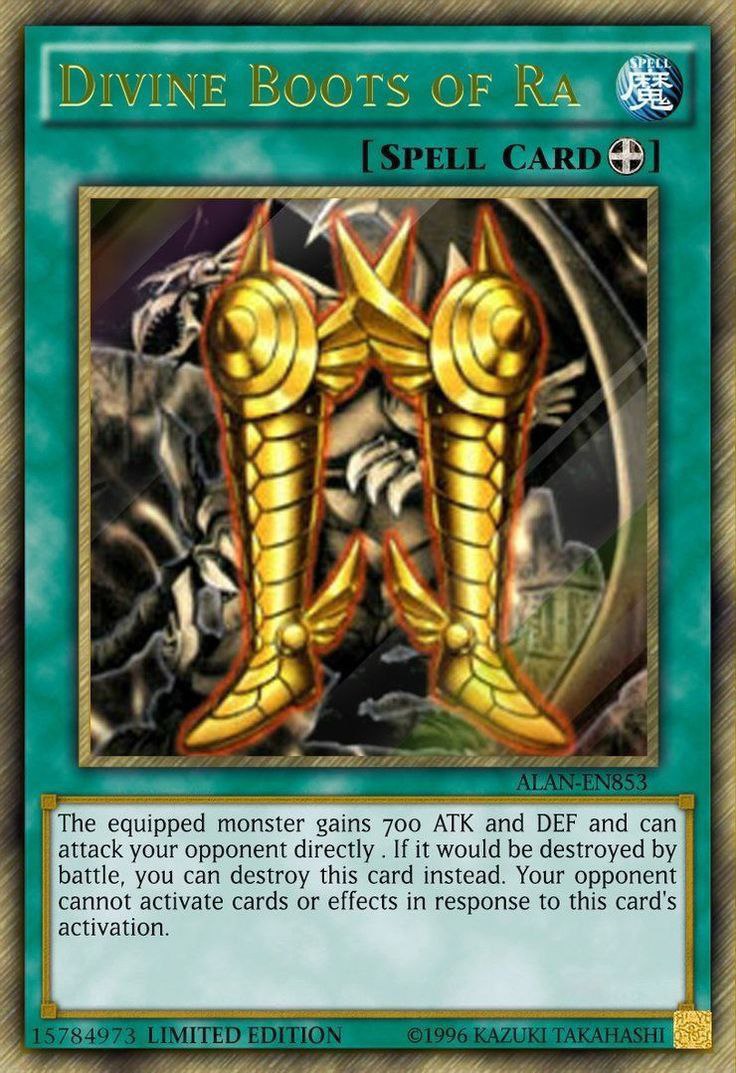 DIVINE BOOTS OF RA
SPELL
魔
[SPELL CARD]
ALAN-EN853
The equipped monster gains 700 ATK and DEF and can
attack your opponent directly . If it would be destroyed by
battle, you can destroy this card instead. Your opponent
cannot activate cards or effects in response to this card's
activation.
15784973 LIMITED EDITION ©1996 KAZUKI TAKAHASHI